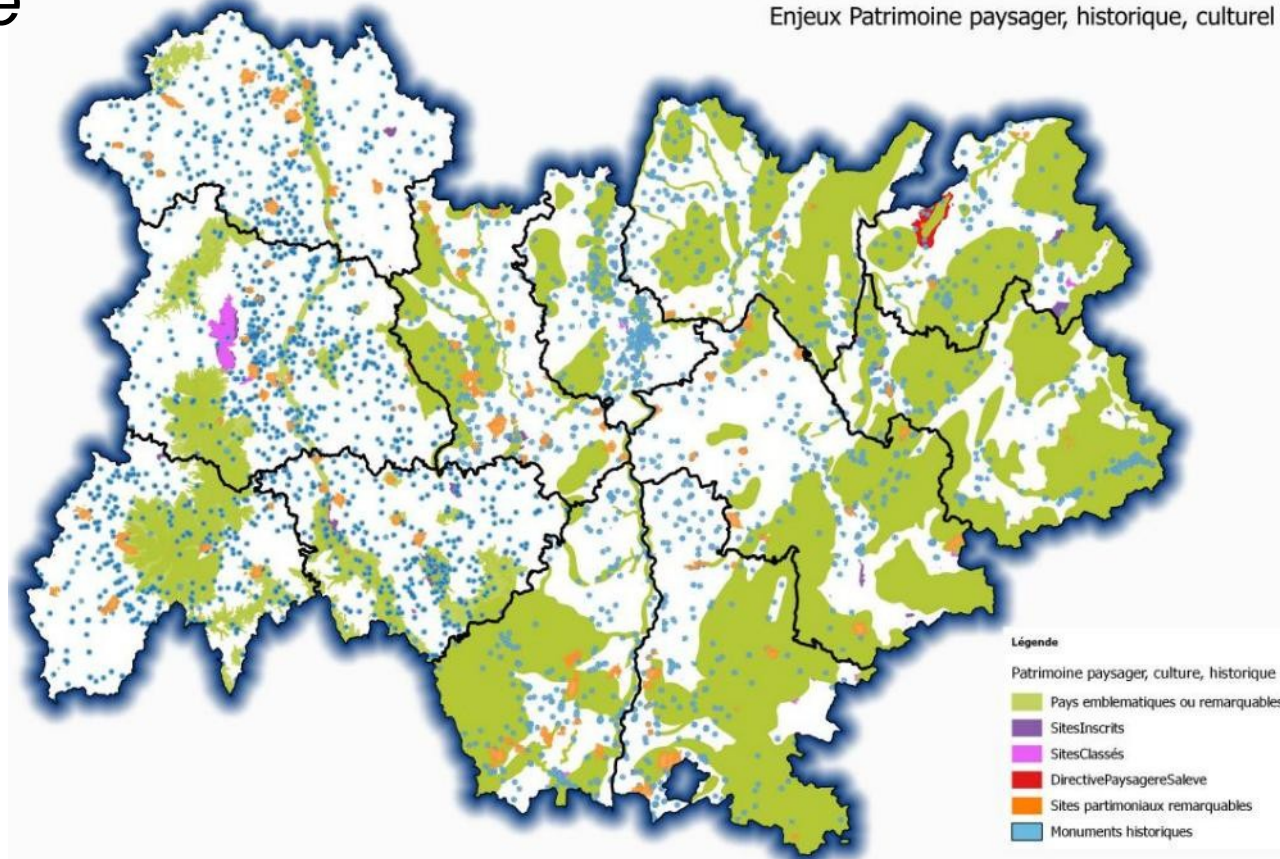 e
Enjeux Patrimoine paysager, historique, culturel
Légende
Patrimoine paysager, culture, historique
Pays emblematiques ou remarquables
SitesInscrits
SitesClassés
DirectivePaysagereSaleve
Sites partimoniaux remarquables
Monuments historiques